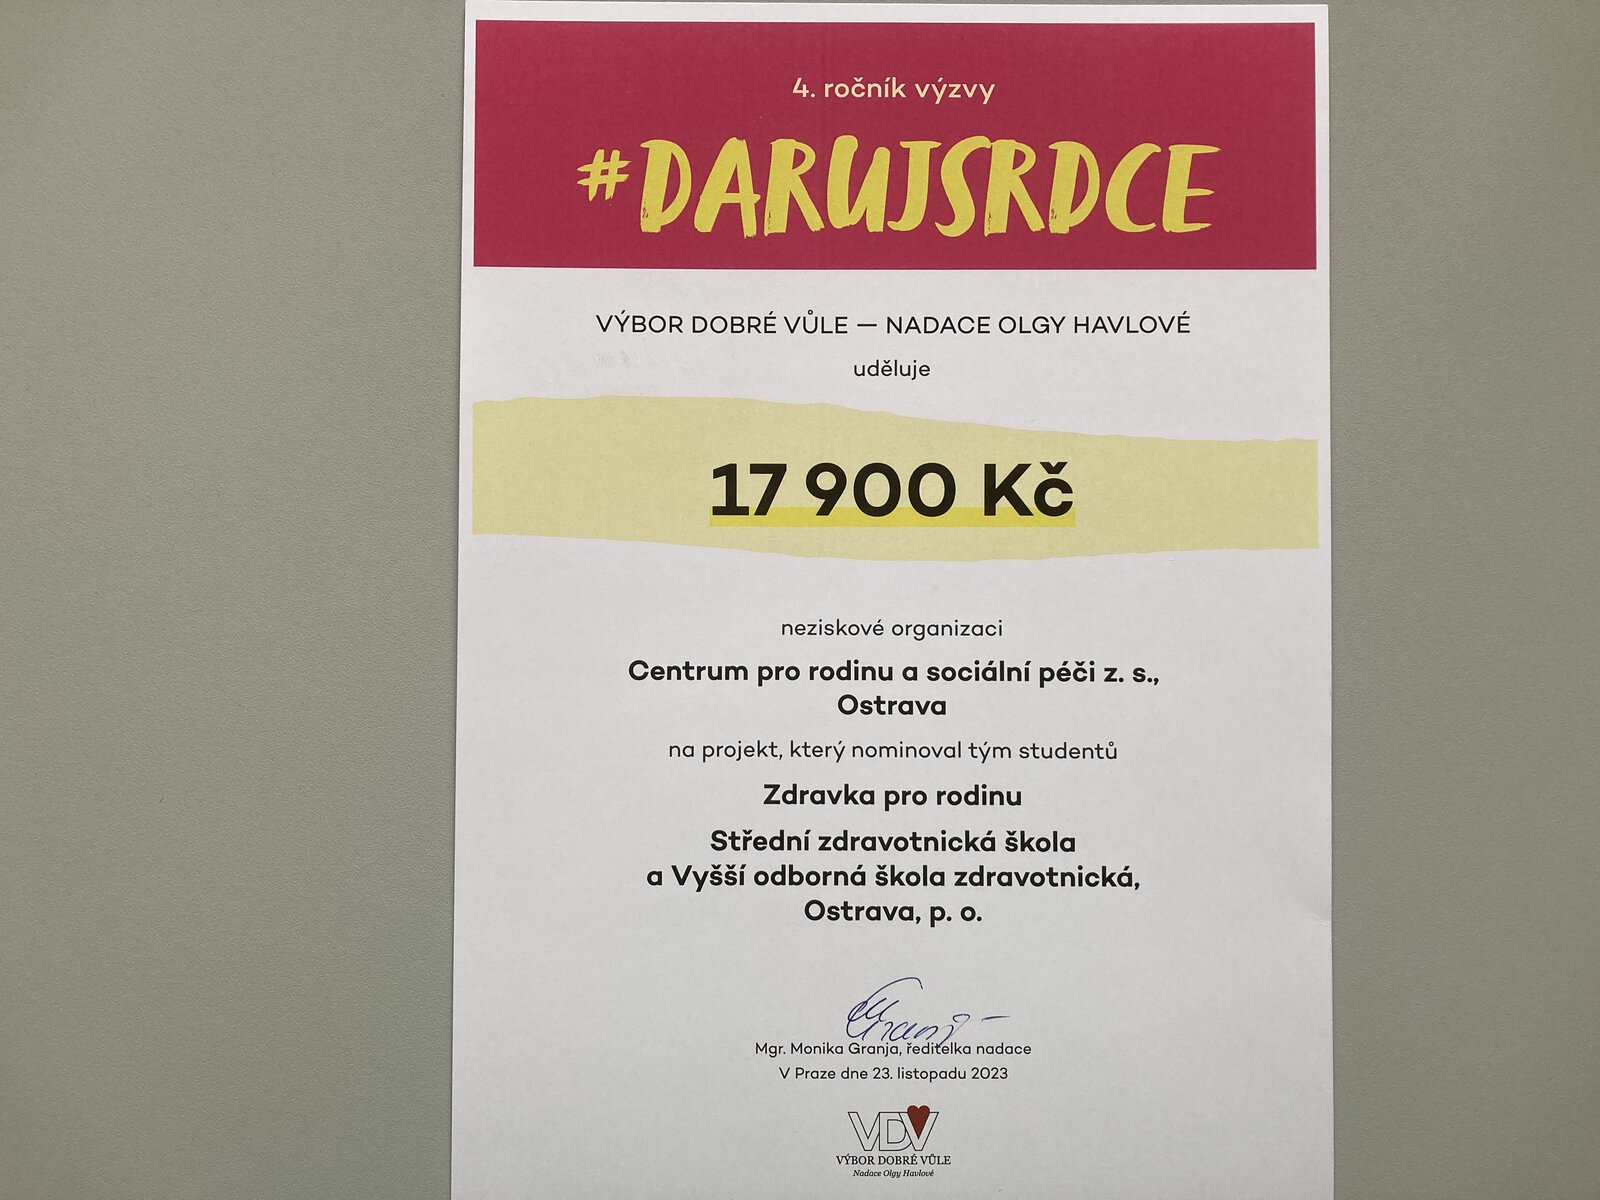 4. ročník výzvy
#DARUJSRDCE
VÝBOR DOBRÉ VŮLE — NADACE OLGY HAVLOVÉ
uděluje
17 900 Kč
neziskové organizaci
Centrum pro rodinu a sociální péči z. s.,
Ostrava
na projekt, který nominoval tým studentů
Zdravka pro rodinu
Střední zdravotnická škola
a Vyšší odborná škola zdravotnická,
Ostrava, p. o.
Mgr. Monika Granja, ředitelka nadace
V Praze dne 23. listopadu 2023
VDV
VÝBOR DOBRÉ VŮLE
Nadace Olgy Havlové